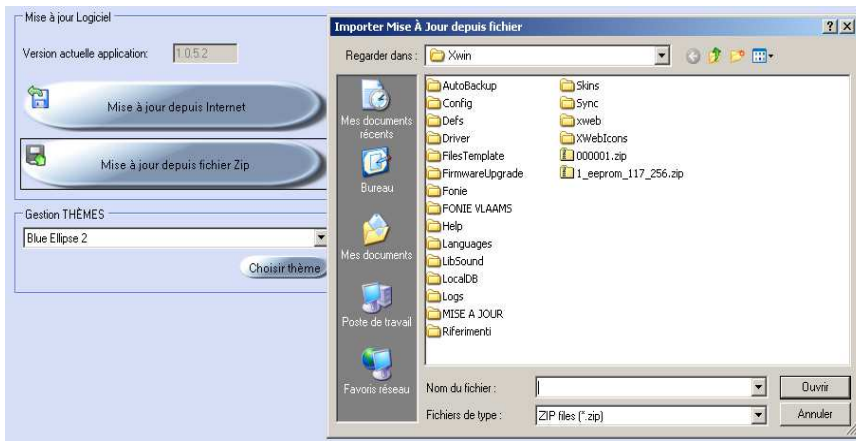 Mise à jour Logiciel
Version actuelle application: 1.0.5.2
Mise à jour depuis Internet
Mise à jour depuis fichier Zip
Gestion THÈMES
Blue Ellipse 2
Choisir thème
Importer Mise À Jour depuis fichier
Regarder dans : Xwin
Mes documents récents
Bureau
Mes documents
Poste de travail
Favoris réseau
AutoBackup
Config
Defs
Driver
FilesTemplate
FirmwareUpgrade
Fonie
FONIE VLAAMS
Help
Languages
LibSound
LocalDB
Logs
MISE A JOUR
Riferimenti
Skins
Sync
xweb
XWebIcons
000001.zip
1_eeprom_117_256.zip
Nom du fichier :
Ouvrir
Fichiers de type : ZIP files (*.zip)
Annuler